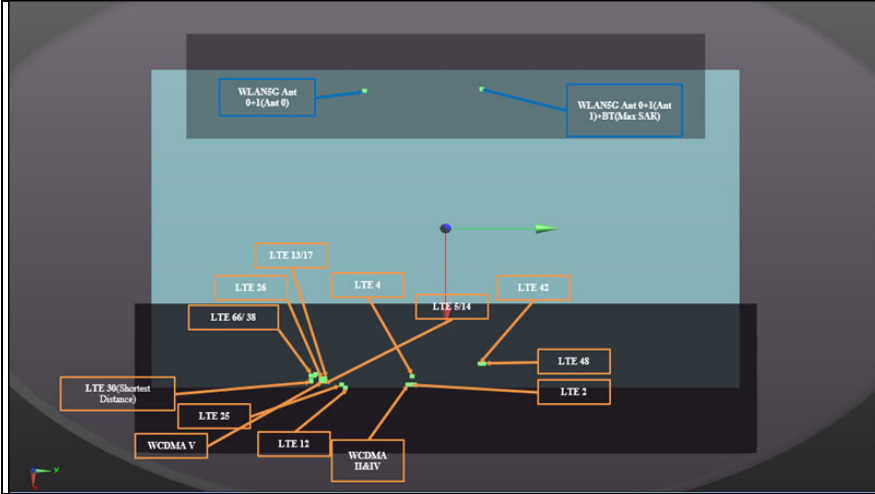 WLAN5G Ant
0+1(Ant 0)
WLAN5G Ant 0+1(Ant
1)+BT(Max SAR)
LTE 13/17
LTE 26
LTE 4
LTE 42
LTE 5/14
LTE 66/ 38
LTE 48
LTE 30(Shortest
Distance)
LTE 2
LTE 25
WCDMA V
LTE 12
WCDMA
II&IV
Y